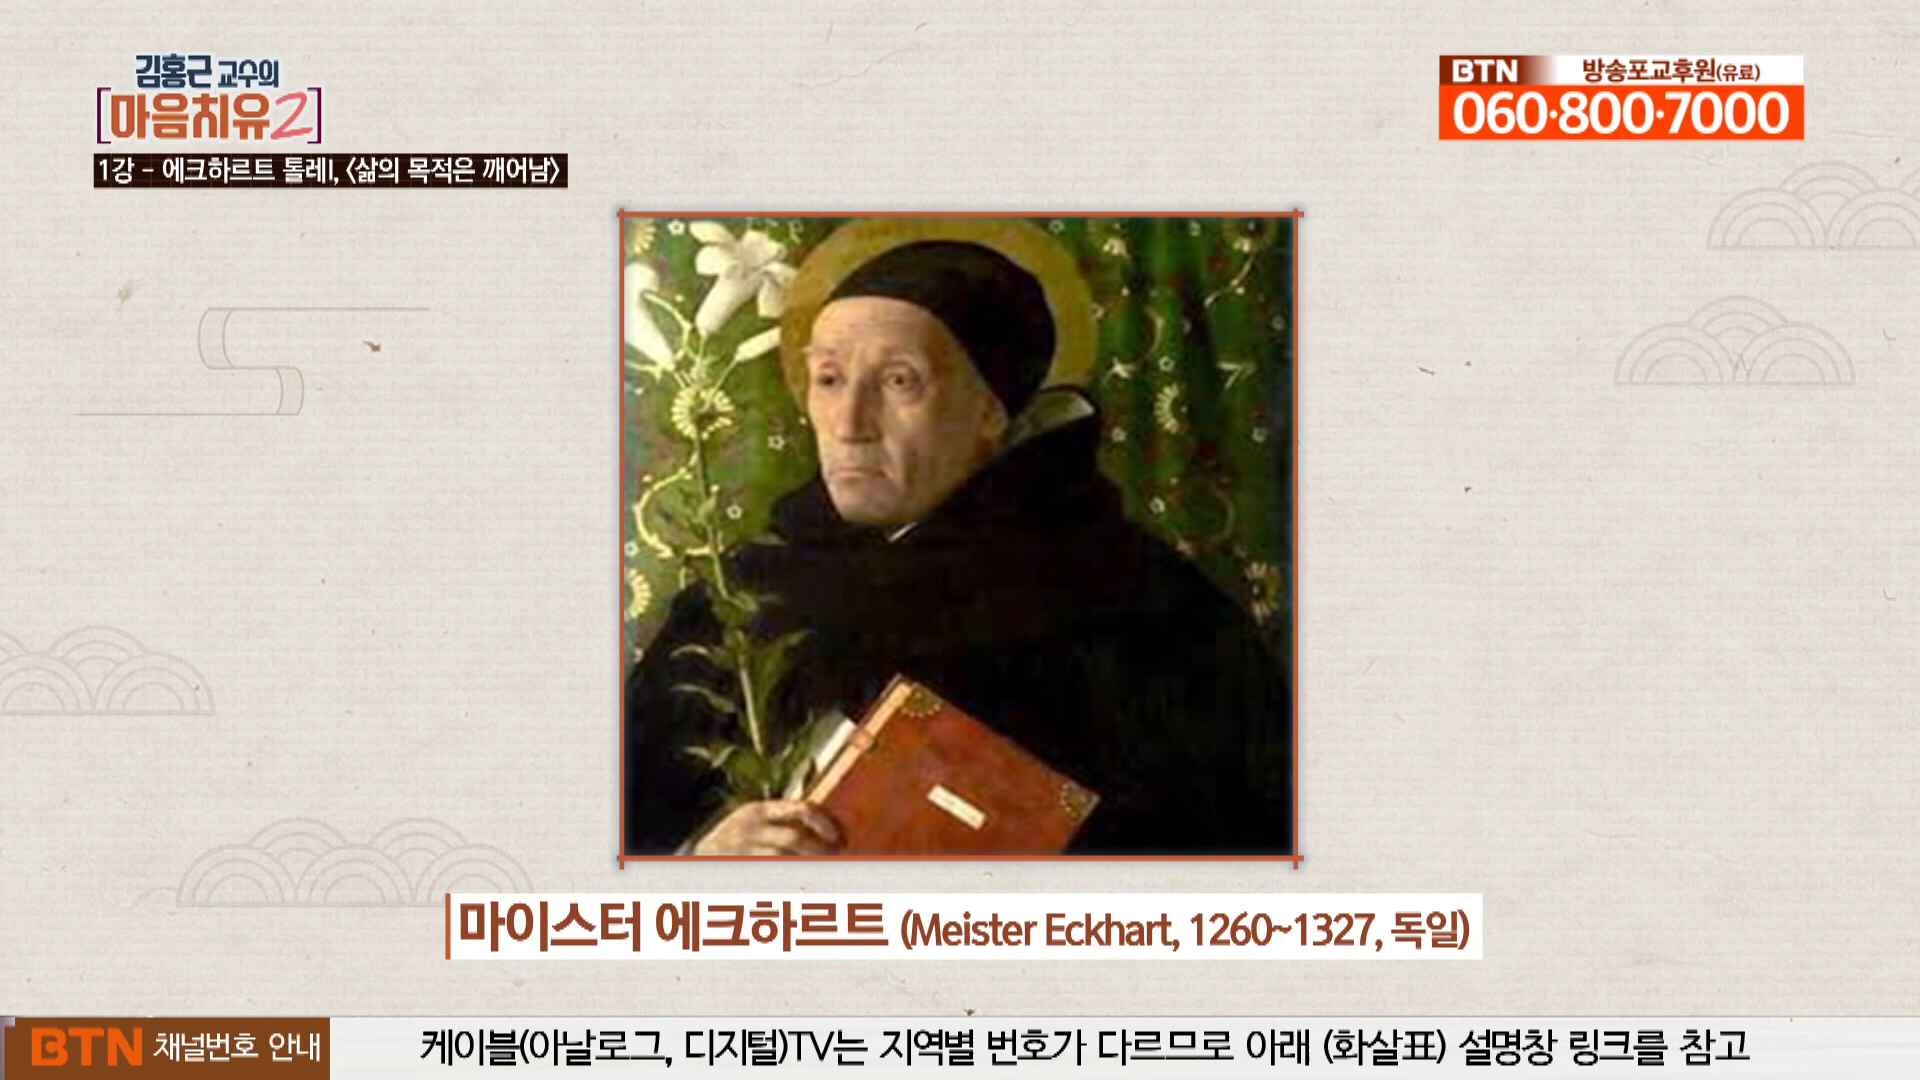 김홍근 교수의
[마음치유2]
1강 - 에크하르트 톨레Ⅰ, <삶의 목적은 깨어남>
BTN 방송포교후원(유료)
060·800·7000
마이스터 에크하르트 (Meister Eckhart, 1260~1327, 독일)
BTN 채널번호 안내 케이블(아날로그, 디지털)TV는 지역별 번호가 다르므로 아래 (화살표) 설명창 링크를 참고